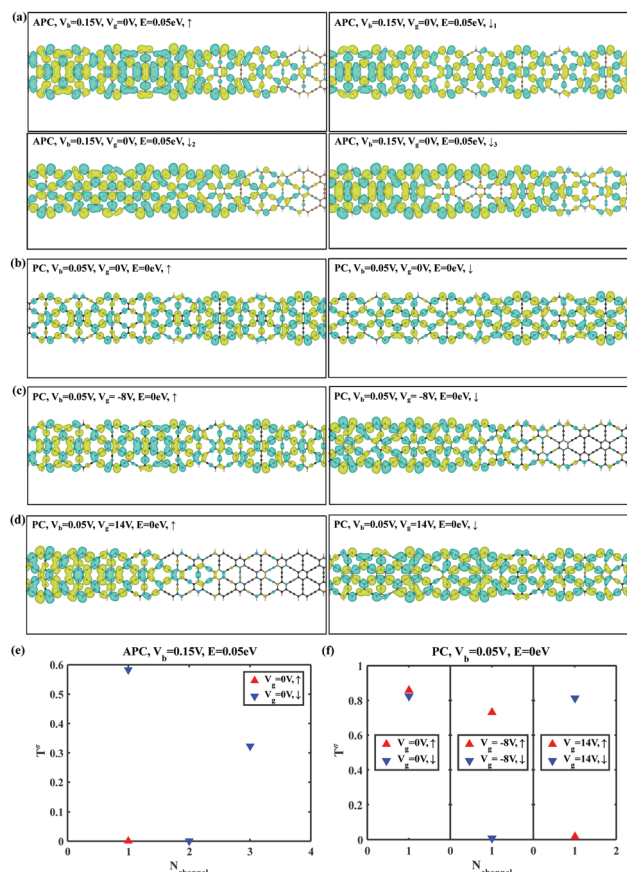 (a)
APC, V_b=0.15V, V_g=0V, E=0.05eV, ↑
APC, V_b=0.15V, V_g=0V, E=0.05eV, ↓_1
APC, V_b=0.15V, V_g=0V, E=0.05eV, ↓_2
APC, V_b=0.15V, V_g=0V, E=0.05eV, ↓_3
(b)
PC, V_b=0.05V, V_g=0V, E=0eV, ↑
PC, V_b=0.05V, V_g=0V, E=0eV, ↓
(c)
PC, V_b=0.05V, V_g= -8V, E=0eV, ↑
PC, V_b=0.05V, V_g= -8V, E=0eV, ↓
(d)
PC, V_b=0.05V, V_g=14V, E=0eV, ↑
PC, V_b=0.05V, V_g=14V, E=0eV, ↓
(e)
APC, V_b=0.15V, E=0.05eV
0.6
0.5
0.4
0.3
0.2
0.1
0
T^σ
V_g=0V, ↑
V_g=0V, ↓
0 1 2 3 4
N_channel
(f)
PC, V_b=0.05V, E=0eV
1
0.8
0.6
0.4
0.2
0
T^σ
V_g=0V, ↑
V_g=0V, ↓
V_g= -8V, ↑
V_g= -8V, ↓
V_g=14V, ↑
V_g=14V, ↓
0 1 1 1 2
N_channel